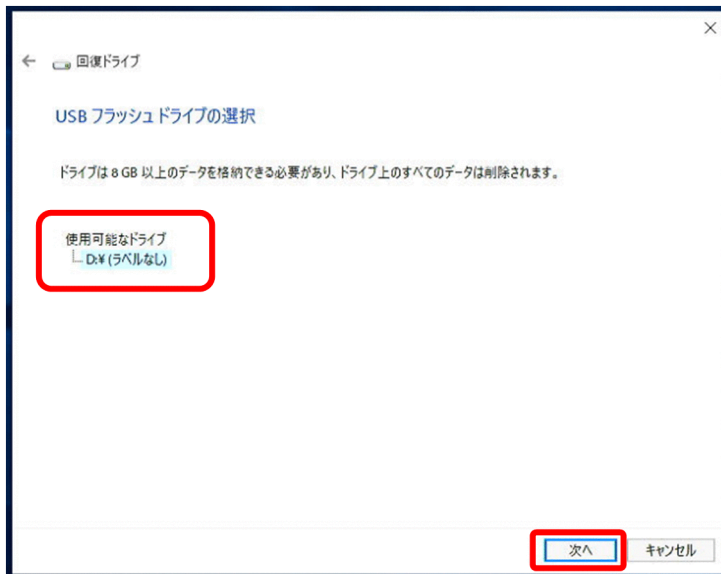 回復ドライブ
USB フラッシュドライブの選択
ドライブは 8 GB 以上のデータを格納できる必要があり、ドライブ上のすべてのデータは削除されます。
使用可能なドライブ
D:¥ (ラベルなし)
次へ
キャンセル